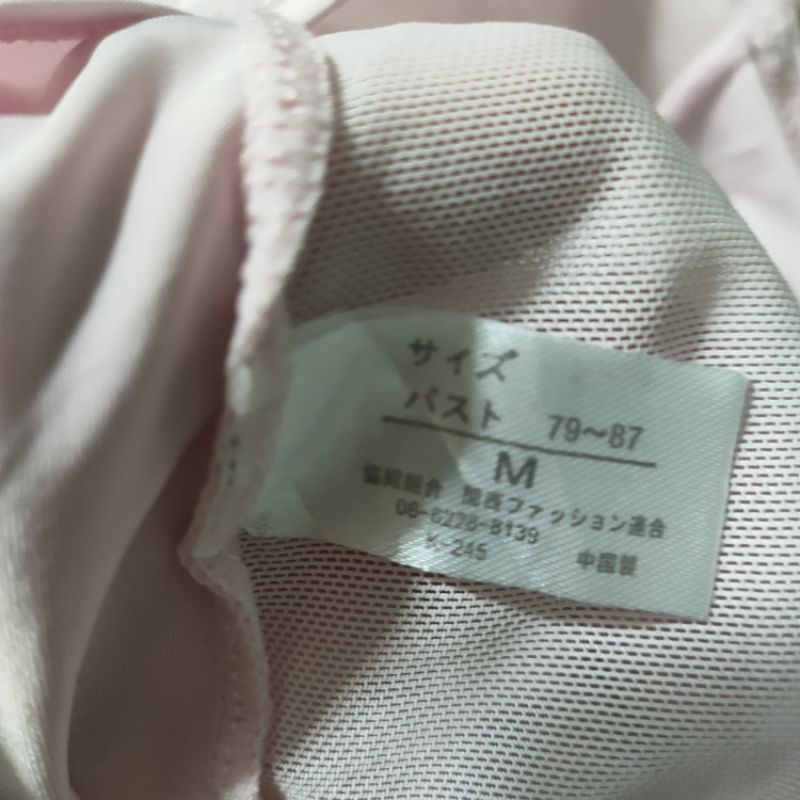 サイズ
バスト 79～87
M
協同組合 関西ファッション連合
06-6228-8139
K-245 中国製